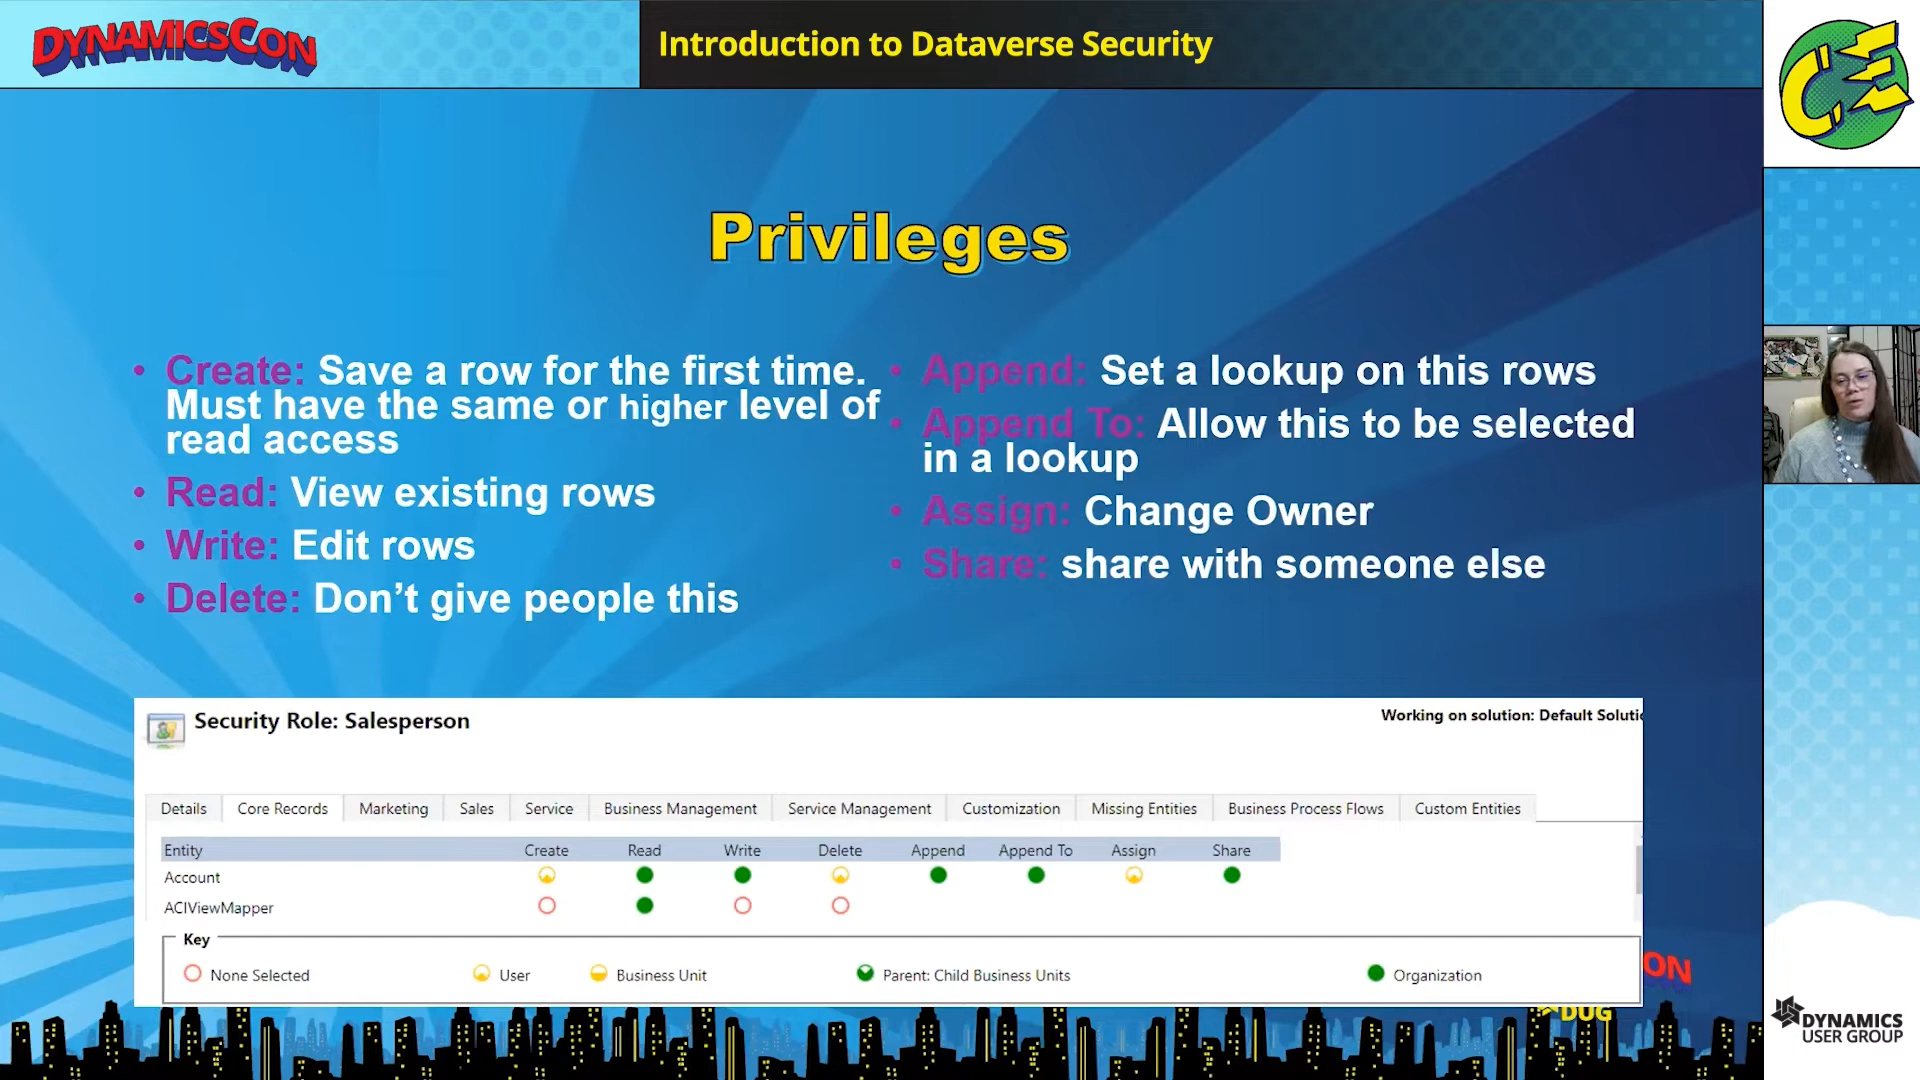 DYNAMICSCON
Introduction to Dataverse Security
CE
Privileges
• Create: Save a row for the first time.
Must have the same or higher level of
read access
• Read: View existing rows
• Write: Edit rows
• Delete: Don't give people this
• Append: Set a lookup on this rows
• Append To: Allow this to be selected
in a lookup
• Assign: Change Owner
• Share: share with someone else
Security Role: Salesperson
Working on solution: Default Solutio
Details Core Records Marketing Sales Service Business Management Service Management Customization Missing Entities Business Process Flows Custom Entities
Entity Create Read Write Delete Append Append To Assign Share
Account
ACIViewMapper
Key
None Selected User Business Unit Parent: Child Business Units Organization
ON
DUG
DYNAMICS
USER GROUP